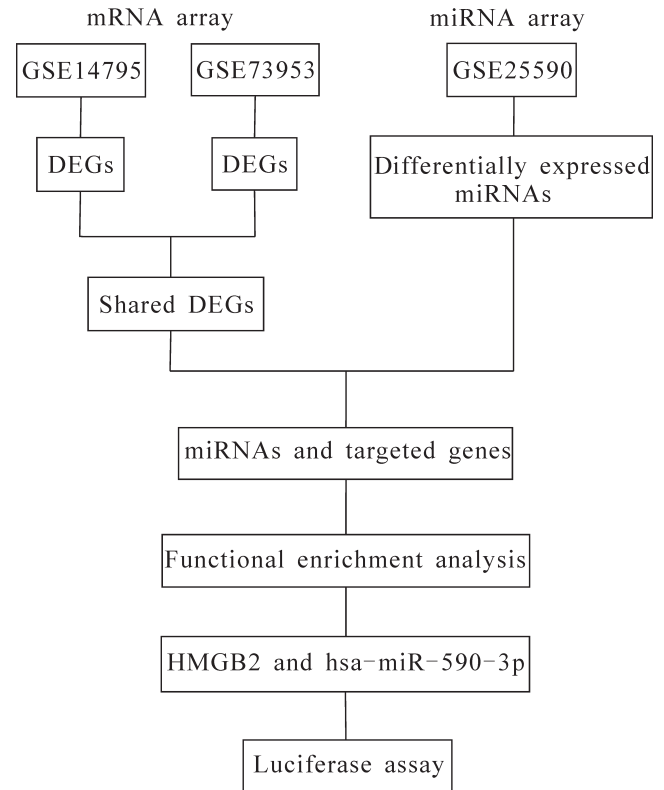 mRNA array
miRNA array
GSE14795
GSE73953
GSE25590
DEGs
DEGs
Differentially expressed
miRNAs
Shared DEGs
miRNAs and targeted genes
Functional enrichment analysis
HMGB2 and hsa-miR-590-3p
Luciferase assay